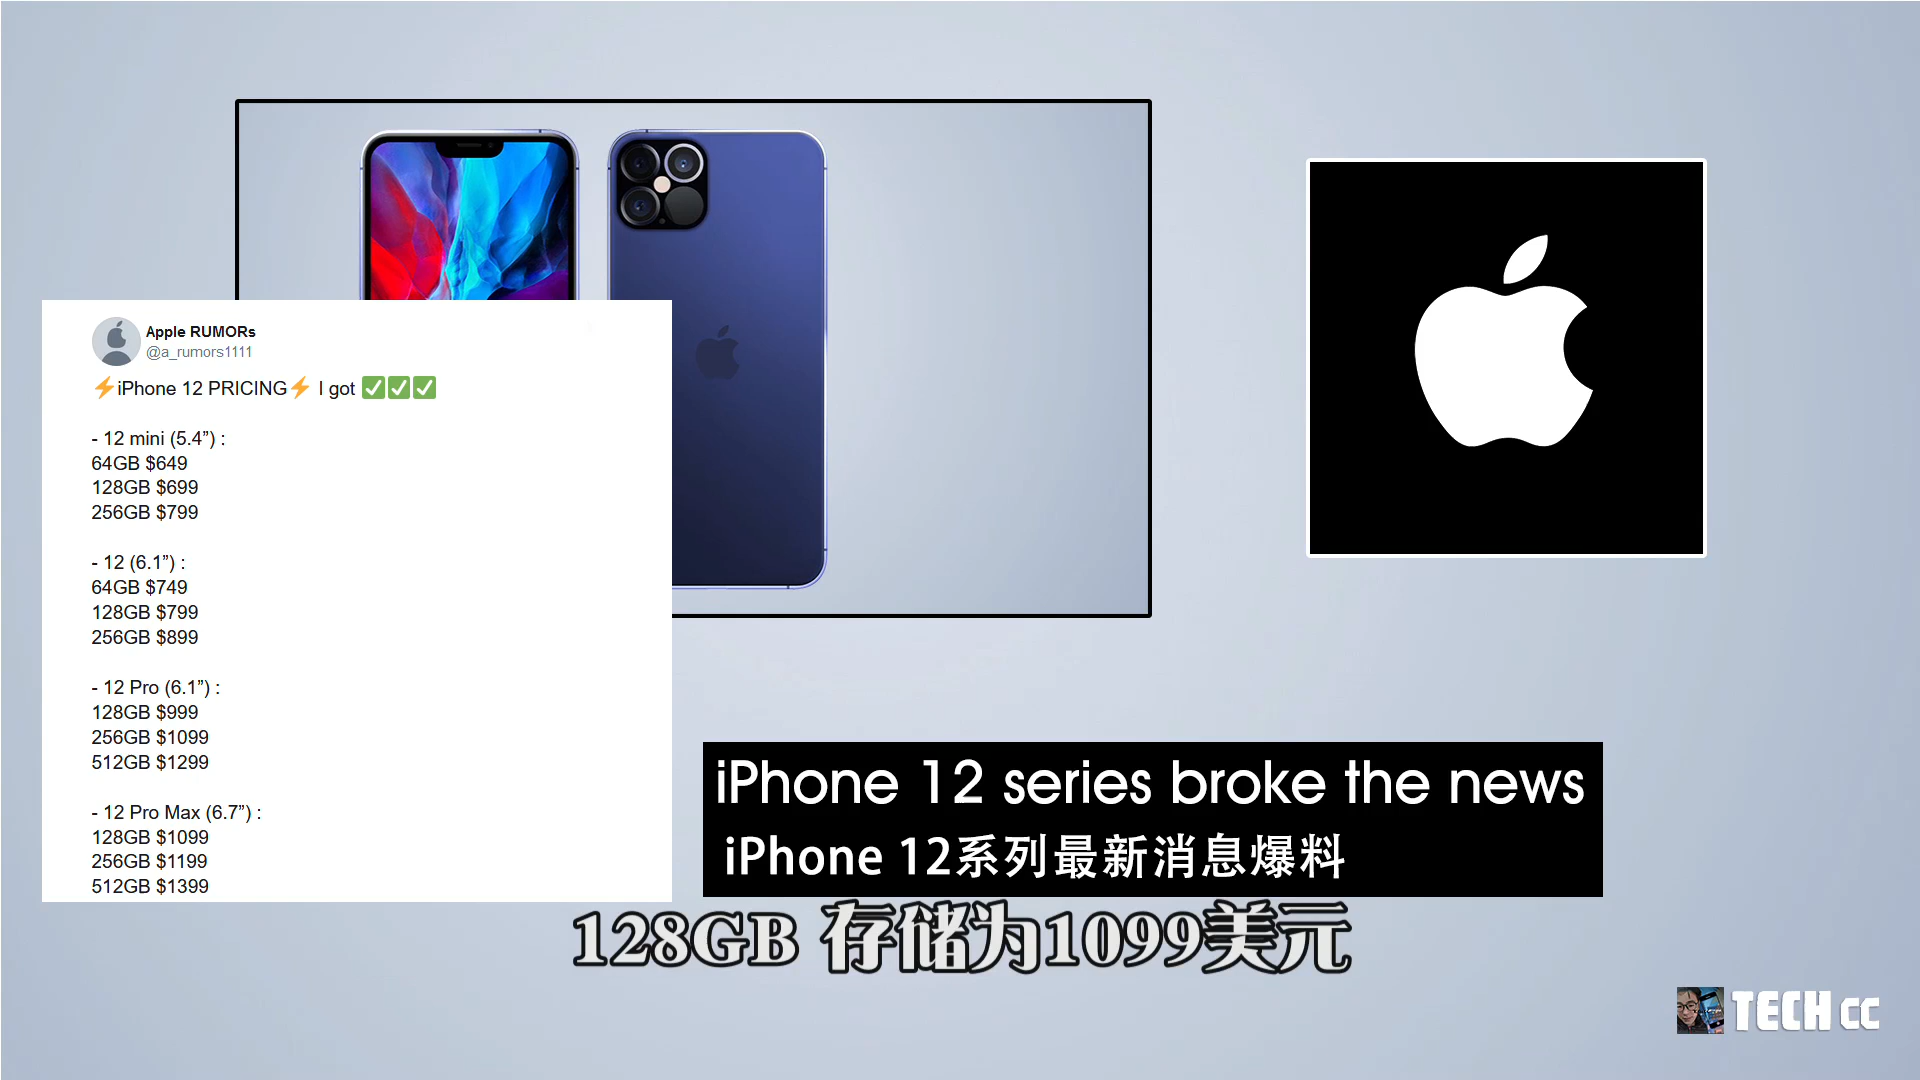 Apple RUMORs
@a_rumors1111
⚡iPhone 12 PRICING⚡ I got ✅✅✅
- 12 mini (5.4”) :
64GB $649
128GB $699
256GB $799
- 12 (6.1”) :
64GB $749
128GB $799
256GB $899
- 12 Pro (6.1”) :
128GB $999
256GB $1099
512GB $1299
- 12 Pro Max (6.7”) :
128GB $1099
256GB $1199
512GB $1399
iPhone 12 series broke the news
iPhone 12系列最新消息爆料
128GB 存储为1099美元
TECH CC